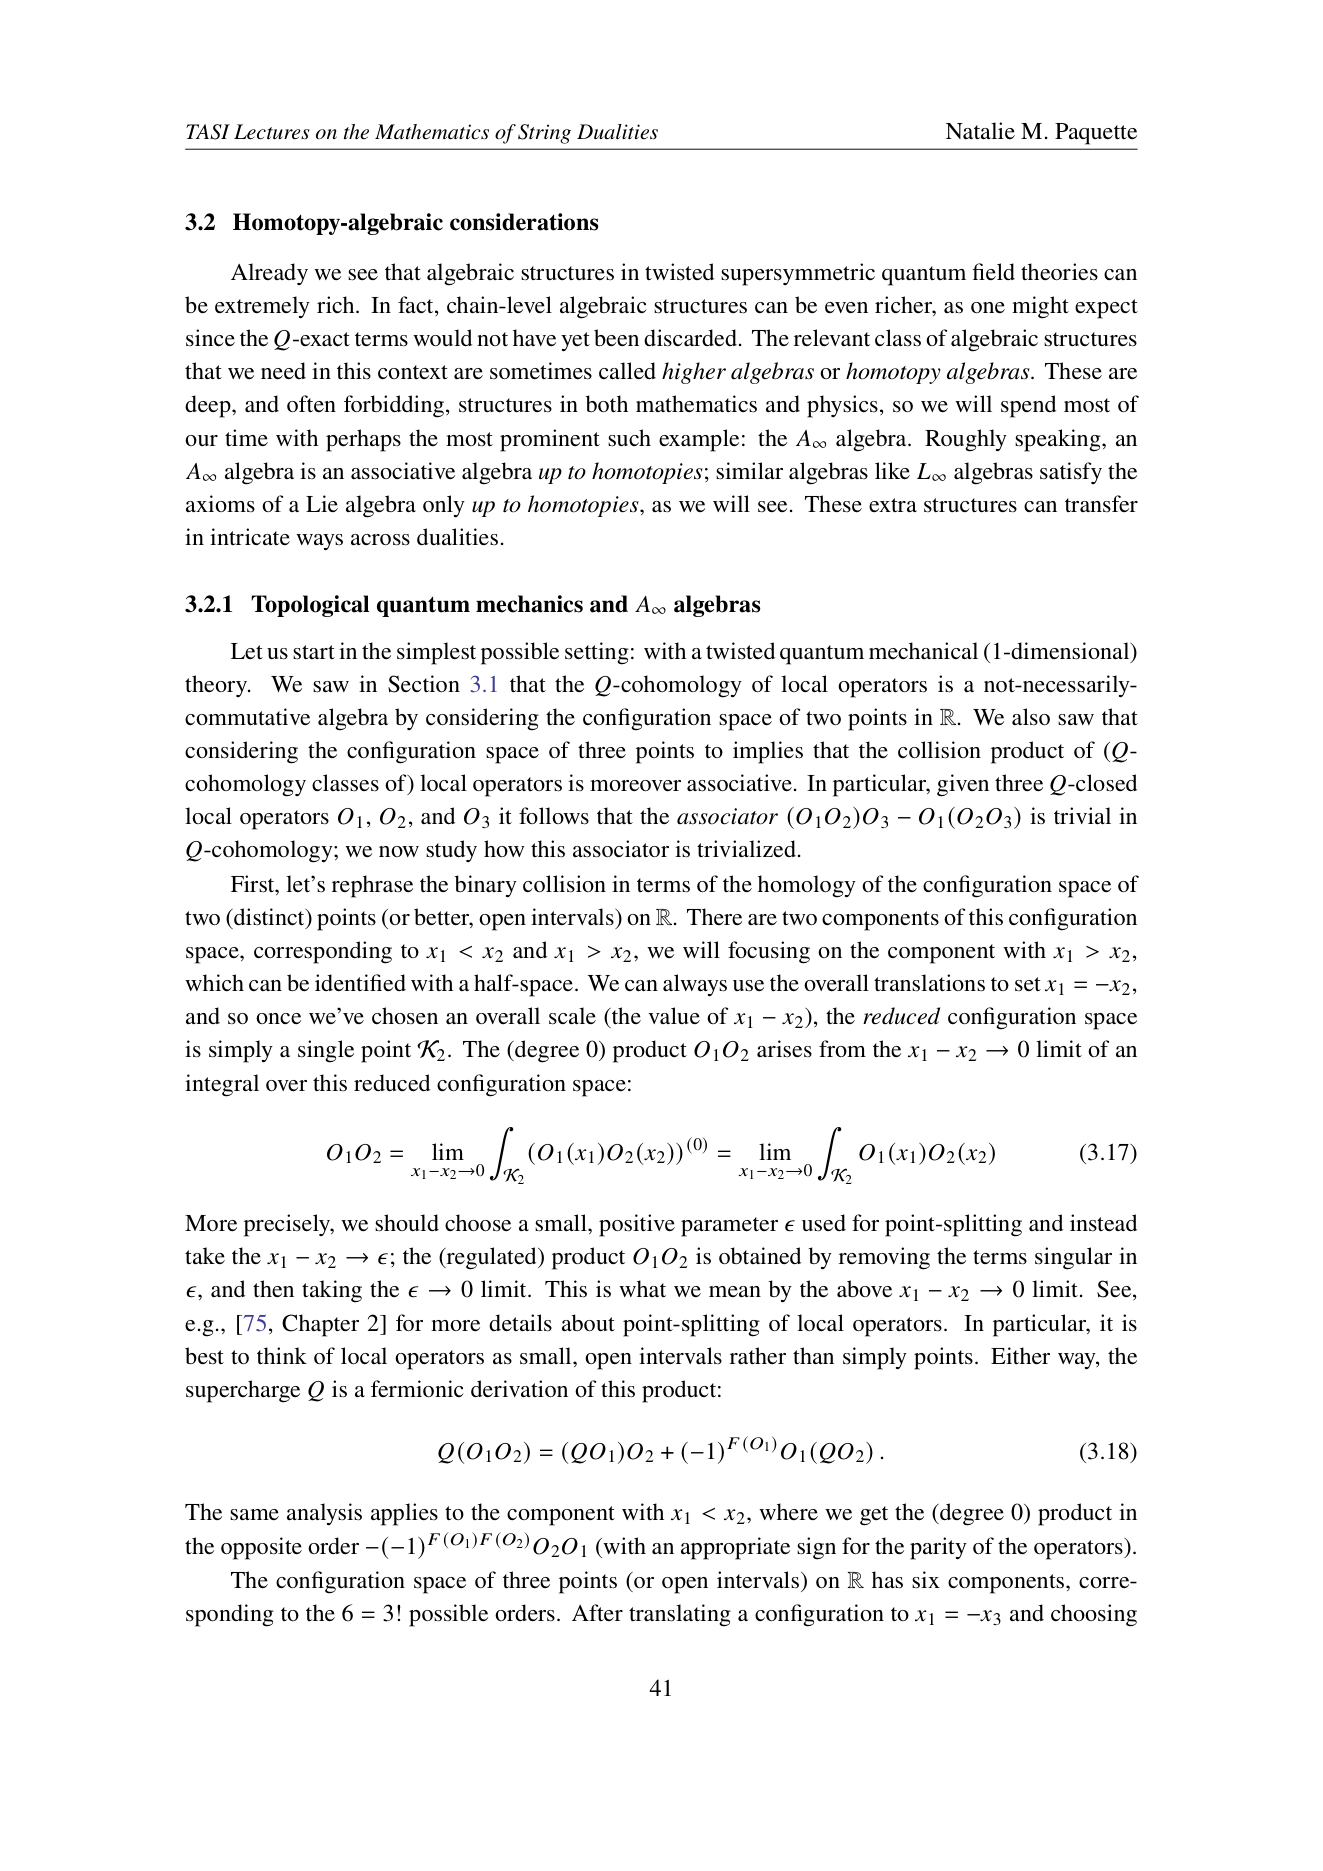 TASI Lectures on the Mathematics of String Dualities Natalie M. Paquette
3.2 Homotopy-algebraic considerations
Already we see that algebraic structures in twisted supersymmetric quantum field theories can
be extremely rich. In fact, chain-level algebraic structures can be even richer, as one might expect
since the Q-exact terms would not have yet been discarded. The relevant class of algebraic structures
that we need in this context are sometimes called higher algebras or homotopy algebras. These are
deep, and often forbidding, structures in both mathematics and physics, so we will spend most of
our time with perhaps the most prominent such example: the A∞ algebra. Roughly speaking, an
A∞ algebra is an associative algebra up to homotopies; similar algebras like L∞ algebras satisfy the
axioms of a Lie algebra only up to homotopies, as we will see. These extra structures can transfer
in intricate ways across dualities.
3.2.1 Topological quantum mechanics and A∞ algebras
Let us start in the simplest possible setting: with a twisted quantum mechanical (1-dimensional)
theory. We saw in Section 3.1 that the Q-cohomology of local operators is a not-necessarily-
commutative algebra by considering the configuration space of two points in ℝ. We also saw that
considering the configuration space of three points to implies that the collision product of (Q-
cohomology classes of) local operators is moreover associative. In particular, given three Q-closed
local operators O₁, O₂, and O₃ it follows that the associator (O₁O₂)O₃ − O₁(O₂O₃) is trivial in
Q-cohomology; we now study how this associator is trivialized.
First, let's rephrase the binary collision in terms of the homology of the configuration space of
two (distinct) points (or better, open intervals) on ℝ. There are two components of this configuration
space, corresponding to x₁ < x₂ and x₁ > x₂, we will focusing on the component with x₁ > x₂,
which can be identified with a half-space. We can always use the overall translations to set x₁ = −x₂,
and so once we've chosen an overall scale (the value of x₁ − x₂), the reduced configuration space
is simply a single point 𝒦₂. The (degree 0) product O₁O₂ arises from the x₁ − x₂ → 0 limit of an
integral over this reduced configuration space:
O₁O₂ = lim_{x₁−x₂→0} ∫_{𝒦₂} (O₁(x₁)O₂(x₂))^{(0)} = lim_{x₁−x₂→0} ∫_{𝒦₂} O₁(x₁)O₂(x₂) (3.17)
More precisely, we should choose a small, positive parameter ϵ used for point-splitting and instead
take the x₁ − x₂ → ϵ; the (regulated) product O₁O₂ is obtained by removing the terms singular in
ϵ, and then taking the ϵ → 0 limit. This is what we mean by the above x₁ − x₂ → 0 limit. See,
e.g., [75, Chapter 2] for more details about point-splitting of local operators. In particular, it is
best to think of local operators as small, open intervals rather than simply points. Either way, the
supercharge Q is a fermionic derivation of this product:
Q(O₁O₂) = (QO₁)O₂ + (−1)^{F(O₁)}O₁(QO₂) . (3.18)
The same analysis applies to the component with x₁ < x₂, where we get the (degree 0) product in
the opposite order −(−1)^{F(O₁)F(O₂)}O₂O₁ (with an appropriate sign for the parity of the operators).
The configuration space of three points (or open intervals) on ℝ has six components, corre-
sponding to the 6 = 3! possible orders. After translating a configuration to x₁ = −x₃ and choosing
41